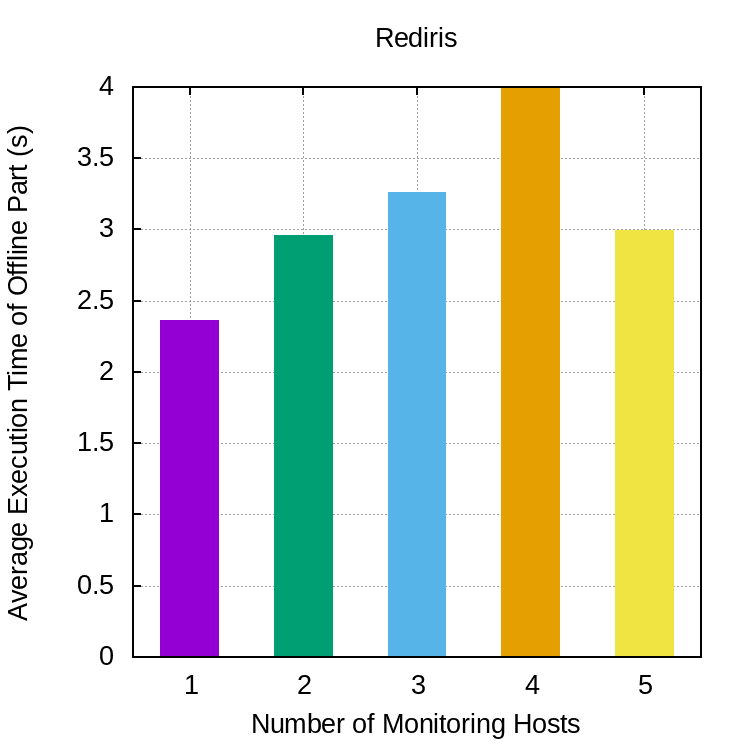 Rediris
Average Execution Time of Offline Part (s)
4
3.5
3
2.5
2
1.5
1
0.5
0
1 2 3 4 5
Number of Monitoring Hosts